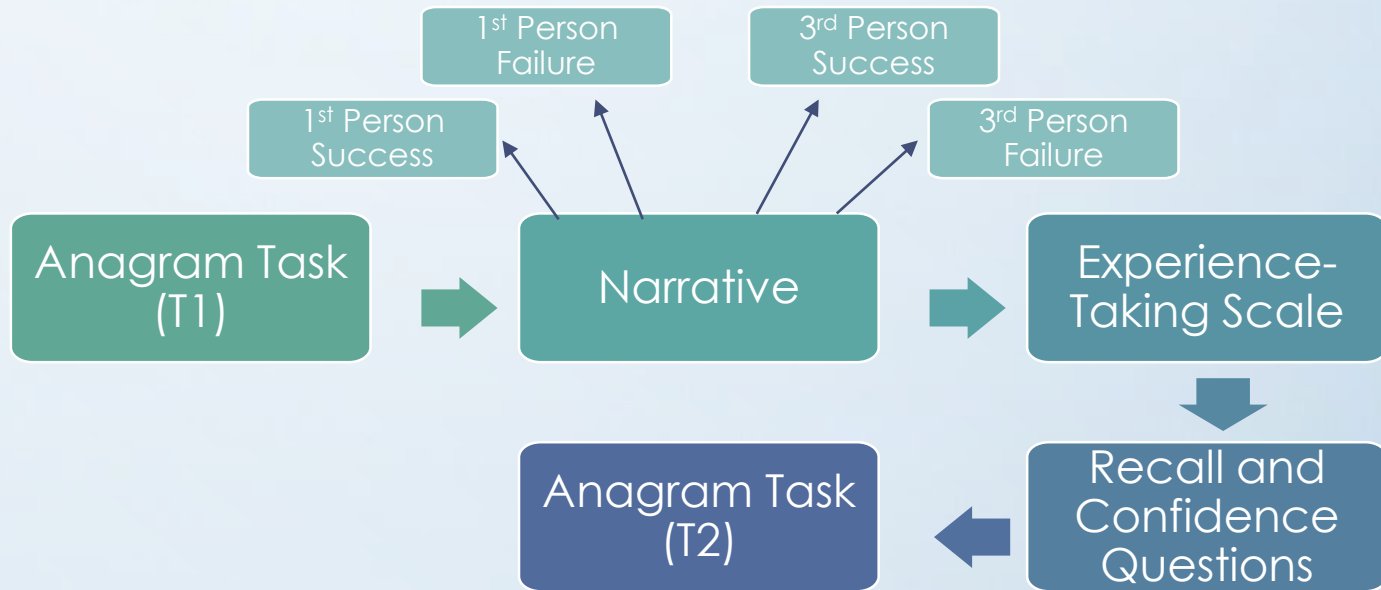 1st Person
Failure
3rd Person
Success
1st Person
Success
3rd Person
Failure
Anagram Task
(T1)
Narrative
Experience-
Taking Scale
Recall and
Confidence
Questions
Anagram Task
(T2)